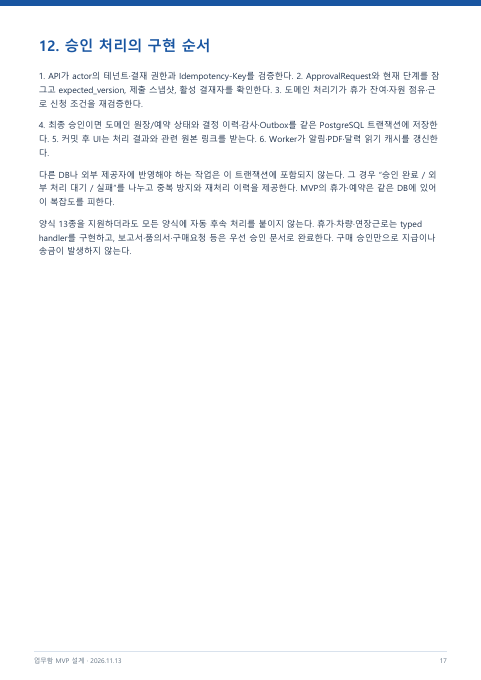 12. 승인 처리의 구현 순서
1. API가 actor의 테넌트·결재 권한과 Idempotency-Key를 검증한다. 2. ApprovalRequest와 현재 단계를 잠
그고 expected_version, 제출 스냅샷, 활성 결재자를 확인한다. 3. 도메인 처리기가 휴가 잔여·자원 점유·근
로 신청 조건을 재검증한다.
4. 최종 승인이면 도메인 원장/예약 상태와 결정 이력·감사·Outbox를 같은 PostgreSQL 트랜잭션에 저장한
다. 5. 커밋 후 UI는 처리 결과와 관련 원본 링크를 받는다. 6. Worker가 알림·PDF·달력 읽기 캐시를 갱신한
다.
다른 DB나 외부 제공자에 반영해야 하는 작업은 이 트랜잭션에 포함되지 않는다. 그 경우 "승인 완료 / 외
부 처리 대기 / 실패"를 나누고 중복 방지와 재처리 이력을 제공한다. MVP의 휴가·예약은 같은 DB에 있어
이 복잡도를 피한다.
양식 13종을 지원하더라도 모든 양식에 자동 후속 처리를 붙이지 않는다. 휴가·차량·연장근로는 typed
handler를 구현하고, 보고서·품의서·구매요청 등은 우선 승인 문서로 완료한다. 구매 승인만으로 지급이나
송금이 발생하지 않는다.
업무함 MVP 설계 · 2026.11.13
17